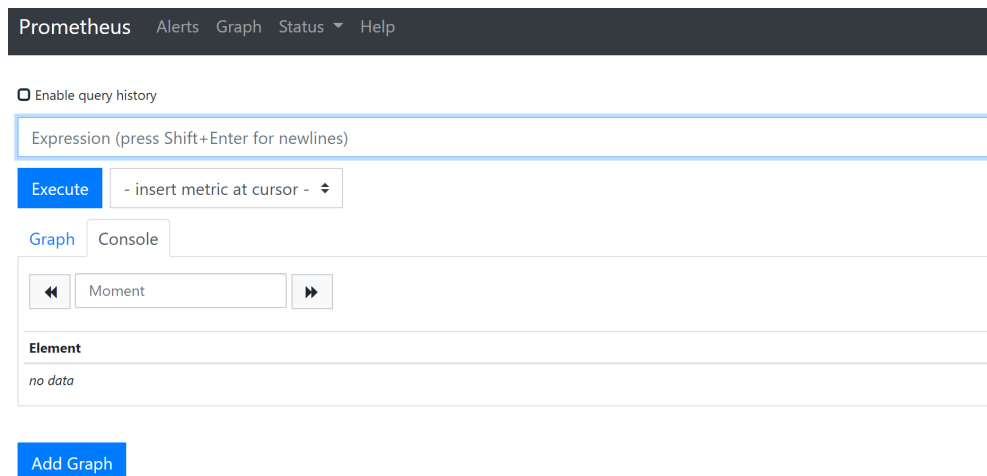 Prometheus Alerts Graph Status Help
Enable query history
Expression (press Shift+Enter for newlines)
Execute - insert metric at cursor -
Graph Console
Moment
Element
no data
Add Graph